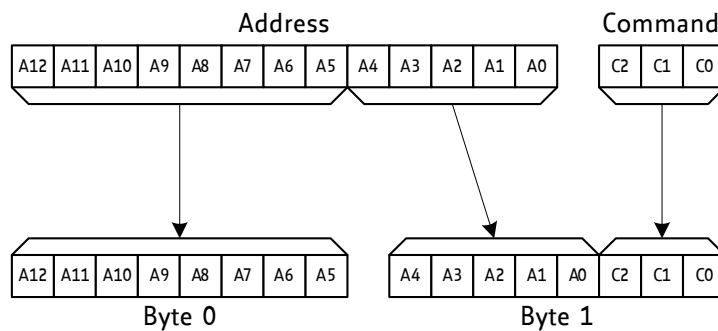 Address Command
A12 A11 A10 A9 A8 A7 A6 A5 A4 A3 A2 A1 A0 C2 C1 C0
A12 A11 A10 A9 A8 A7 A6 A5 A4 A3 A2 A1 A0 C2 C1 C0
Byte 0 Byte 1